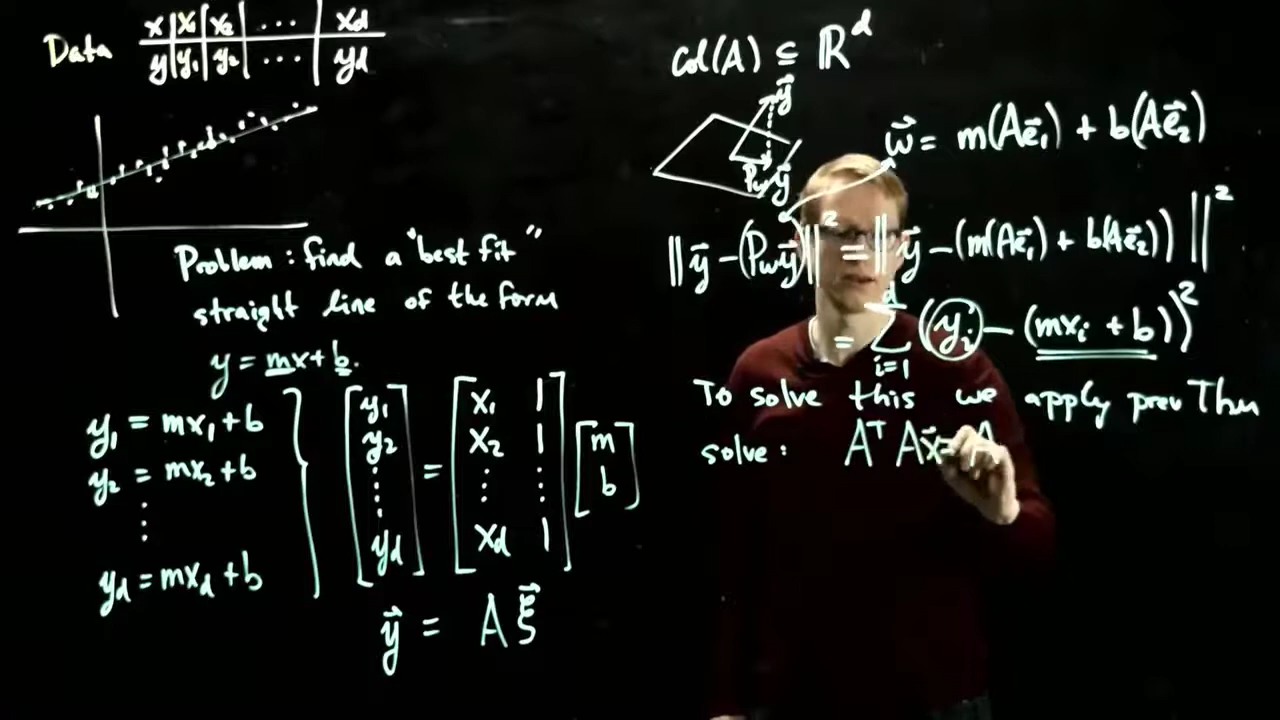 Data
x x₁ x₂ ... x_d
y y₁ y₂ ... y_d
Problem : find a "best fit"
straight line of the form
y = mx + b.
y₁ = mx₁ + b
y₂ = mx₂ + b
⋮
y_d = mx_d + b
[y₁ y₂ ⋮ y_d] = [x₁ 1 x₂ 1 ⋮ ⋮ x_d 1] [m b]
y⃗ = A ξ⃗
Col(A) ⊆ ℝ^d
y⃗
P_W y⃗
w⃗ = m(Ae⃗₁) + b(Ae⃗₂)
||y⃗ - (P_W y⃗)||² = ||y⃗ - (m(Ae⃗₁) + b(Ae⃗₂))||²
= Σ_{i=1}^d (y_i - (mx_i + b))²
To solve this we apply prev Thm
solve : Aᵀ A x⃗ = A